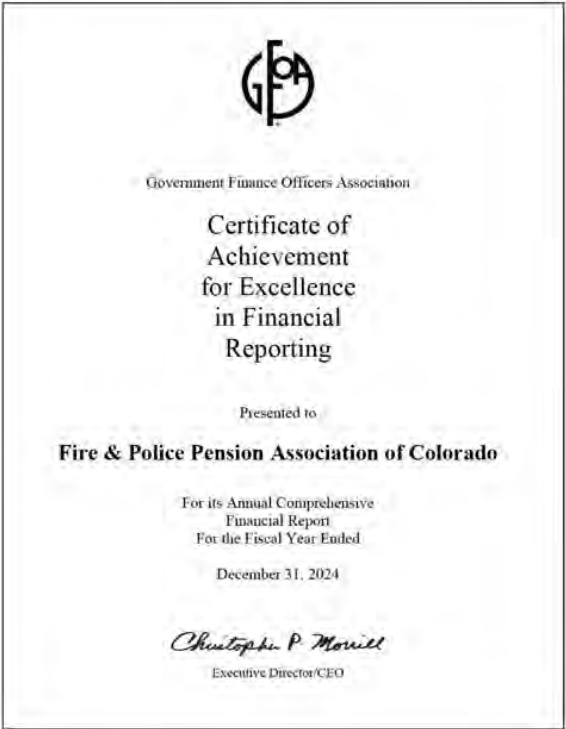 GFOA
Government Finance Officers Association
Certificate of
Achievement
for Excellence
in Financial
Reporting
Presented to
Fire & Police Pension Association of Colorado
For its Annual Comprehensive
Financial Report
For the Fiscal Year Ended
December 31, 2024
Christopher P. Morrill
Executive Director/CEO